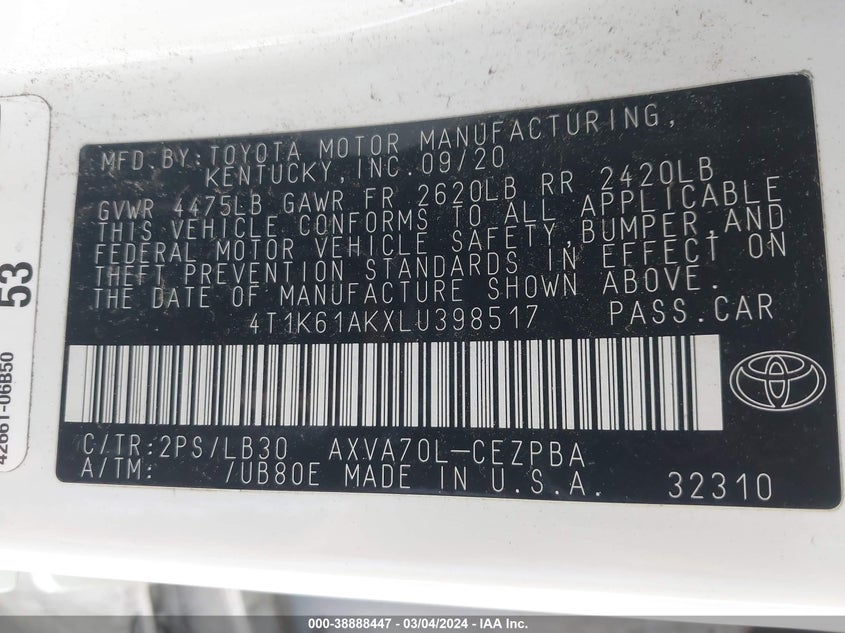 MFD. BY: TOYOTA MOTOR MANUFACTURING,
KENTUCKY, INC. 09/20
GVWR 4475LB GAWR FR 2620LB RR 2420LB
THIS VEHICLE CONFORMS TO ALL APPLICABLE
FEDERAL MOTOR VEHICLE SAFETY, BUMPER, AND
THEFT PREVENTION STANDARDS IN EFFECT ON
THE DATE OF MANUFACTURE SHOWN ABOVE.
4T1K61AKXLU398517 PASS. CAR
C/TR: 2PS/LB30 AXVA70L-CEZPBA
A/TM: /UB80E MADE IN U.S.A. 32310
53
42661-06B50
000-38888447 - 03/04/2024 - IAA Inc.